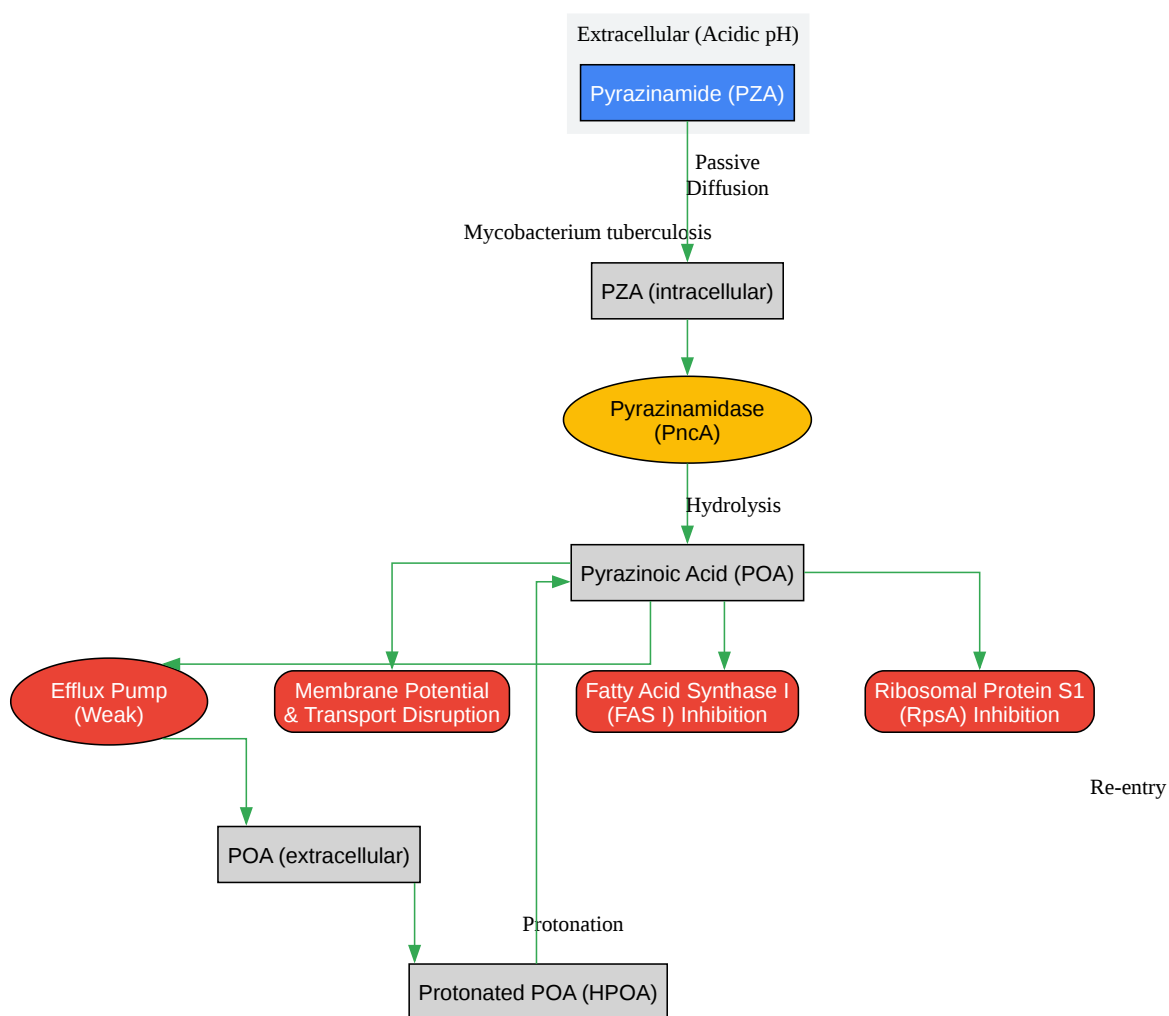 Extracellular (Acidic pH)
Pyrazinamide (PZA)
Passive
Diffusion
Mycobacterium tuberculosis
PZA (intracellular)
Pyrazinamidase
(PncA)
Hydrolysis
Pyrazinoic Acid (POA)
Efflux Pump
(Weak)
Membrane Potential
& Transport Disruption
Fatty Acid Synthase I
(FAS I) Inhibition
Ribosomal Protein S1
(RpsA) Inhibition
Re-entry
POA (extracellular)
Protonation
Protonated POA (HPOA)